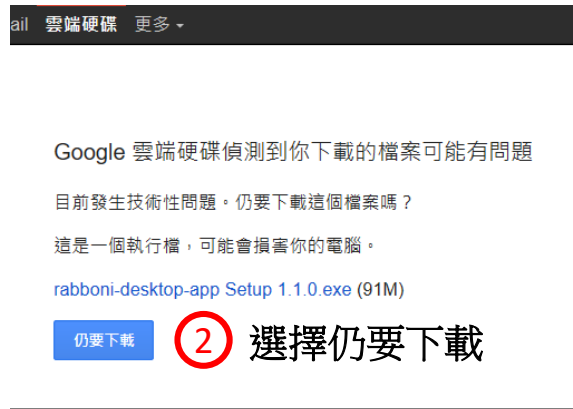 ail 雲端硬碟 更多
Google 雲端硬碟偵測到你下載的檔案可能有問題
目前發生技術性問題。仍要下載這個檔案嗎？
這是一個執行檔，可能會損害你的電腦。
rabboni-desktop-app Setup 1.1.0.exe (91M)
仍要下載 2 選擇仍要下載